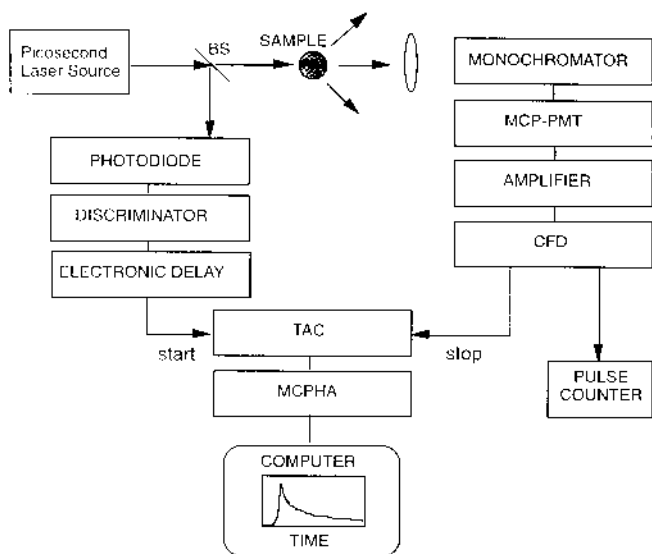 Picosecond
Laser Source
BS
SAMPLE
MONOCHROMATOR
MCP-PMT
AMPLIFIER
CFD
PHOTODIODE
DISCRIMINATOR
ELECTRONIC DELAY
start
TAC
stop
MCPHA
PULSE
COUNTER
COMPUTER
TIME